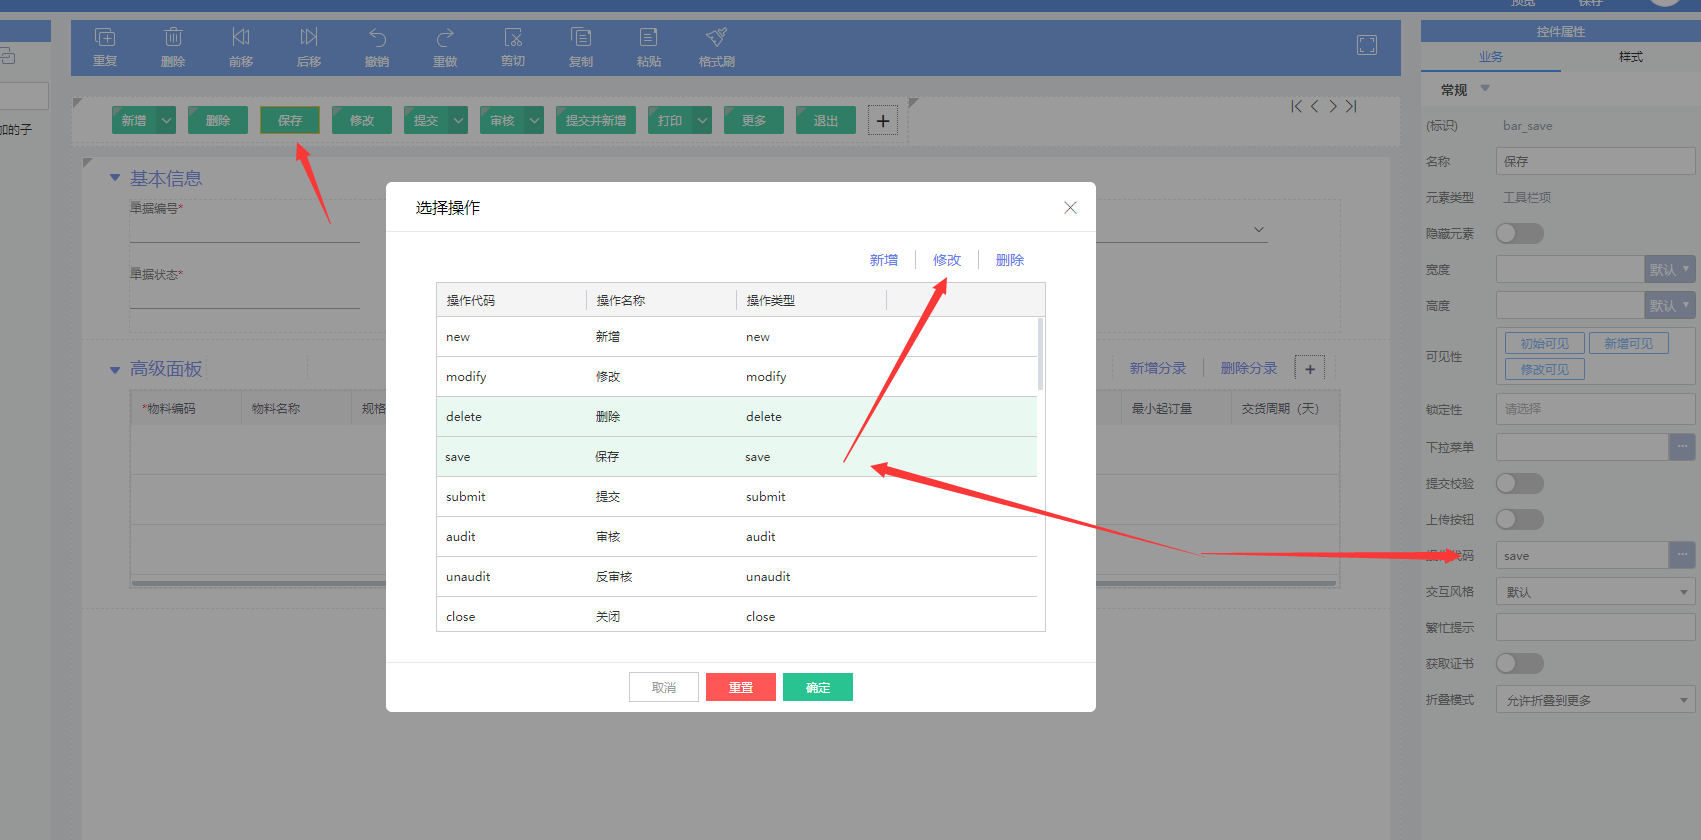 预览 保存
重复 删除 前移 后移 撤销 重做 剪切 复制 粘贴 格式刷
控件属性
业务 样式
常规
加的子
新增 删除 保存 修改 提交 审核 提交并新增 打印 更多 退出 +
(标识) bar_save
名称 保存
元素类型 工具栏项
隐藏元素
宽度 默认
高度 默认
可见性 初始可见 新增可见
修改可见
锁定性 请选择
下拉菜单 ...
提交校验
上传按钮
操作代码 save ...
交互风格 默认
繁忙提示
获取证书
折叠模式 允许折叠到更多
基本信息
单据编号*
单据状态*
高级面板
新增分录 删除分录 +
*物料编码 物料名称 规格 最小起订量 交货周期（天）
选择操作
新增 修改 删除
操作代码 操作名称 操作类型
new 新增 new
modify 修改 modify
delete 删除 delete
save 保存 save
submit 提交 submit
audit 审核 audit
unaudit 反审核 unaudit
close 关闭 close
取消 重置 确定